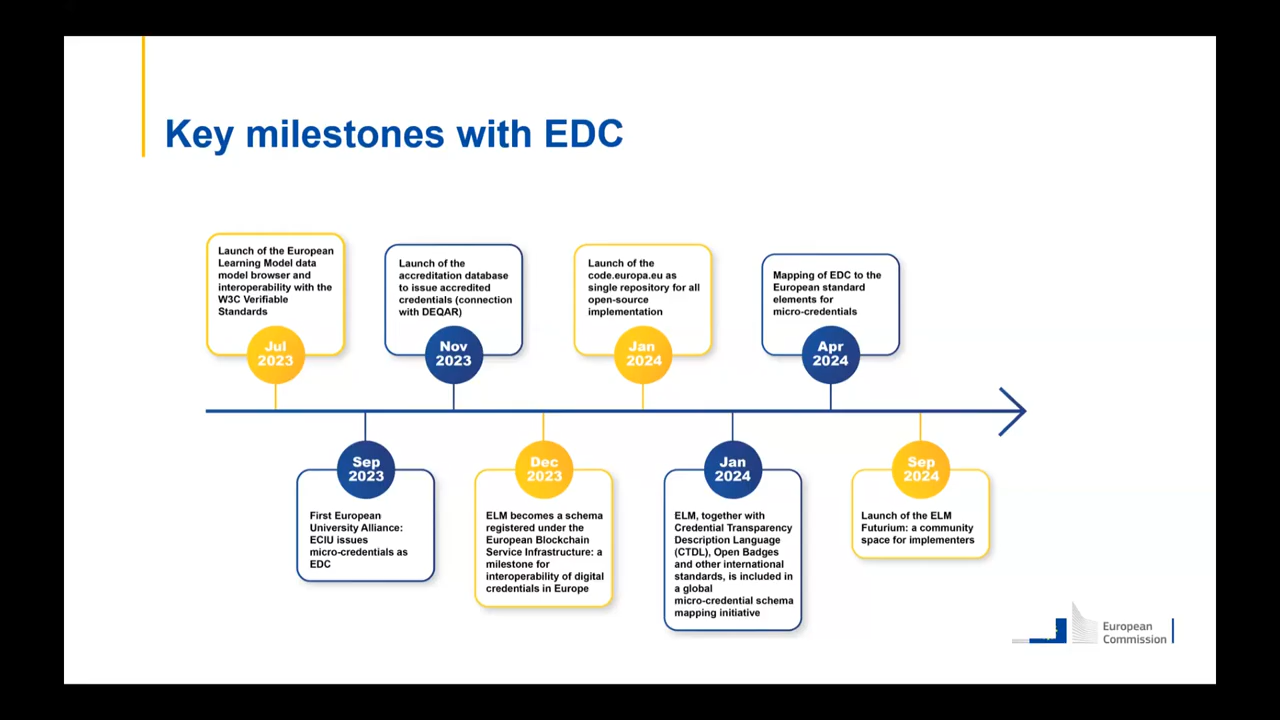 Key milestones with EDC
Launch of the European
Learning Model data
model browser and
interoperability with the
W3C Verifiable
Standards
Jul
2023
Launch of the
accreditation database
to issue accredited
credentials (connection
with DEQAR)
Nov
2023
Launch of the
code.europa.eu as
single repository for all
open-source
implementation
Jan
2024
Mapping of EDC to the
European standard
elements for
micro-credentials
Apr
2024
Sep
2023
First European
University Alliance:
ECIU issues
micro-credentials as
EDC
Dec
2023
ELM becomes a schema
registered under the
European Blockchain
Service Infrastructure: a
milestone for
interoperability of digital
credentials in Europe
Jan
2024
ELM, together with
Credential Transparency
Description Language
(CTDL), Open Badges
and other international
standards, is included in
a global
micro-credential schema
mapping initiative
Sep
2024
Launch of the ELM
Futurium: a community
space for implementers
European
Commission